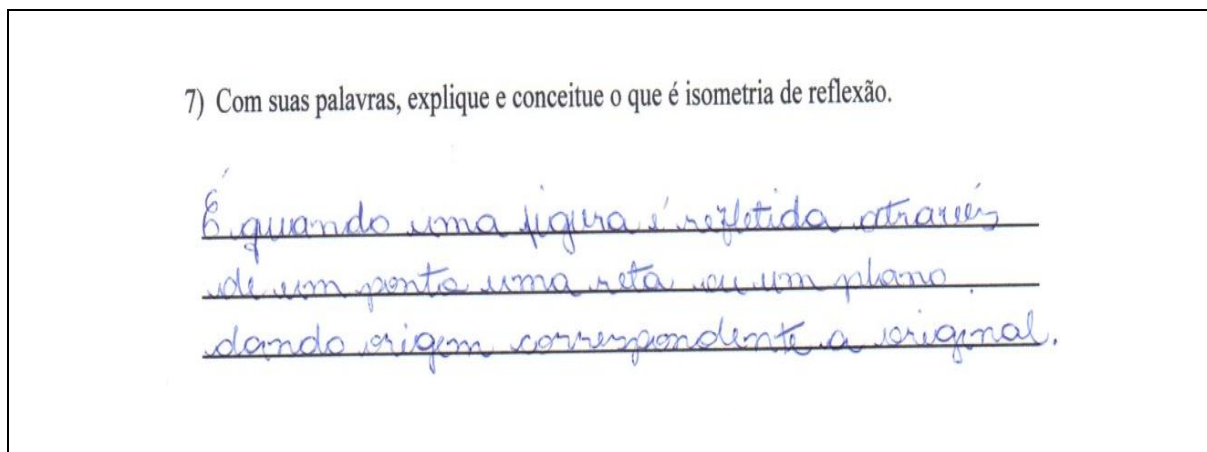 7) Com suas palavras, explique e conceitue o que é isometria de reflexão.
É quando uma figura é refletida através
de um ponto uma reta ou um plano
dando origem correspondente a original.